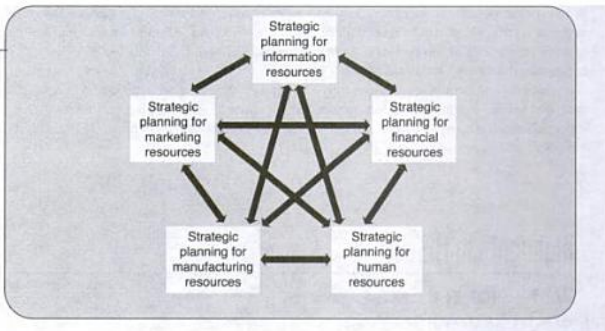 Strategic
planning for
information
resources
Strategic
planning for
marketing
resources
Strategic
planning for
financial
resources
Strategic
planning for
manufacturing
resources
Strategic
planning for
human
resources